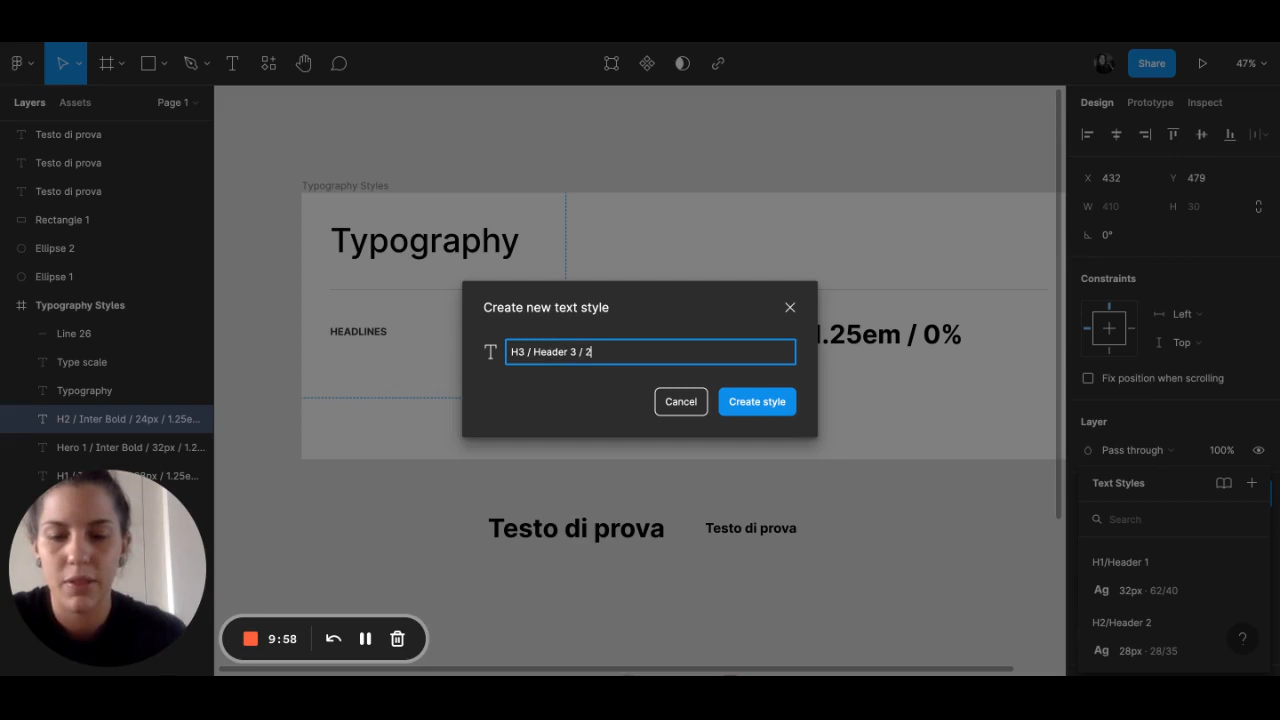 Share
47%
Layers
Assets
Page 1
Design
Prototype
Inspect
Testo di prova
Testo di prova
Testo di prova
Rectangle 1
Ellipse 2
Ellipse 1
Typography Styles
Line 26
Type scale
Typography
H2 / Inter Bold / 24px / 1.25e...
Hero 1 / Inter Bold / 32px / 1.2...
Typography Styles
Typography
HEADLINES
1.25em / 0%
Create new text style
H3 / Header 3 / 2
Cancel
Create style
Testo di prova
Testo di prova
9:58
X 432
Y 479
W 410
H 30
0°
Constraints
Left
Top
Fix position when scrolling
Layer
Pass through
100%
Text Styles
Search
H1/Header 1
Ag 32px · 62/40
H2/Header 2
Ag 28px · 28/35
?